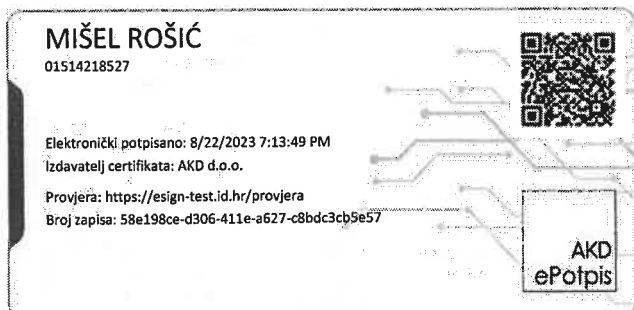 MIŠEL ROŠIĆ
01514218527
Elektronički potpisano: 8/22/2023 7:13:49 PM
Izdavatelj certifikata: AKD d.o.o.
Provjera: https://esign-test.id.hr/provjera
Broj zapisa: 58e198ce-d306-411e-a627-c8bdc3cb5e57
AKD
ePotpis